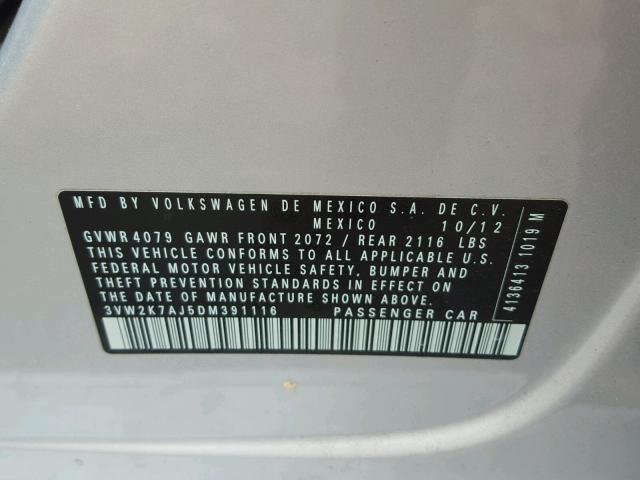 MFD BY VOLKSWAGEN DE MEXICO S.A. DE C.V.
MEXICO 10/12
GVWR 4079 GAWR FRONT 2072 / REAR 2116 LBS
THIS VEHICLE CONFORMS TO ALL APPLICABLE U.S.
FEDERAL MOTOR VEHICLE SAFETY, BUMPER AND
THEFT PREVENTION STANDARDS IN EFFECT ON
THE DATE OF MANUFACTURE SHOWN ABOVE.
3VW2K7AJ5DM391116 PASSENGER CAR
4136413 1019 M